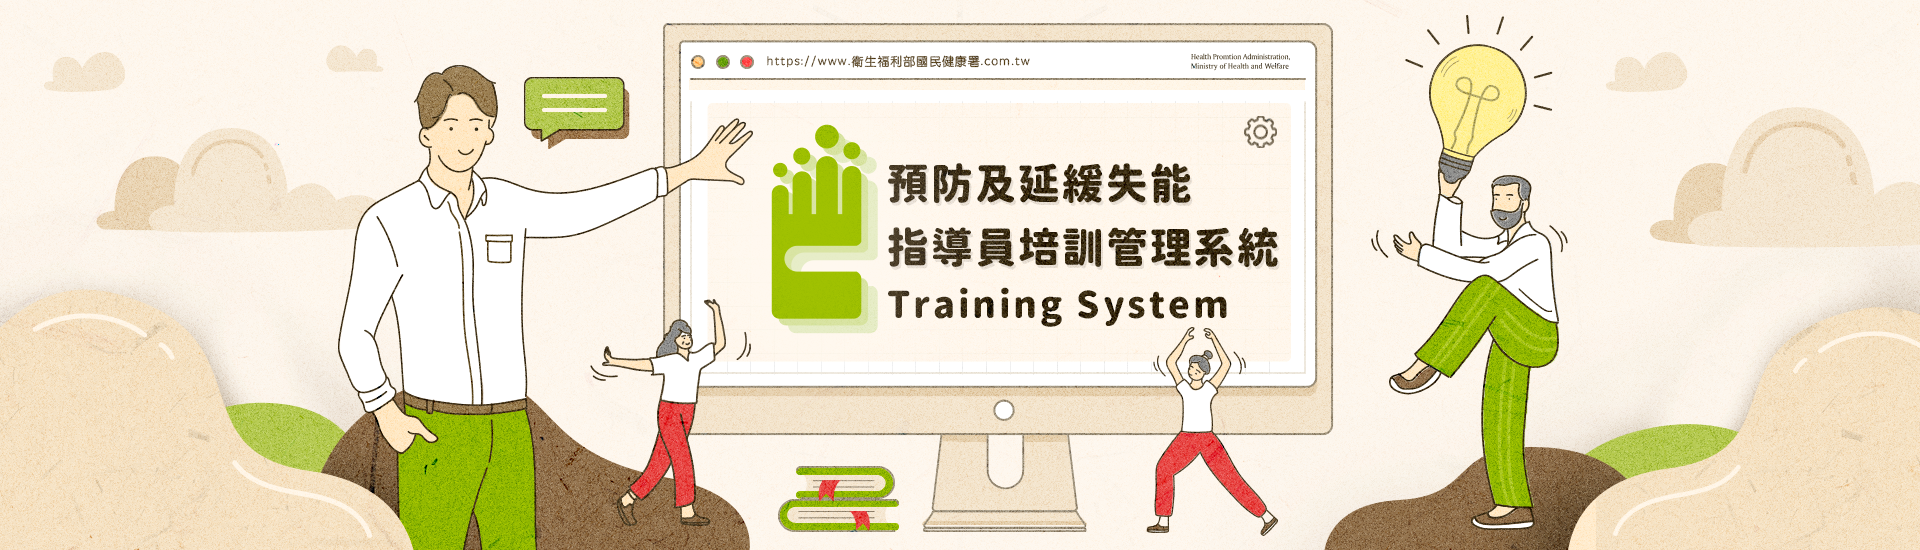 https://www.衛生福利部國民健康署.com.tw
Health Promtion Administration,
Ministry of Health and Welfare
預防及延緩失能
指導員培訓管理系統
Training System